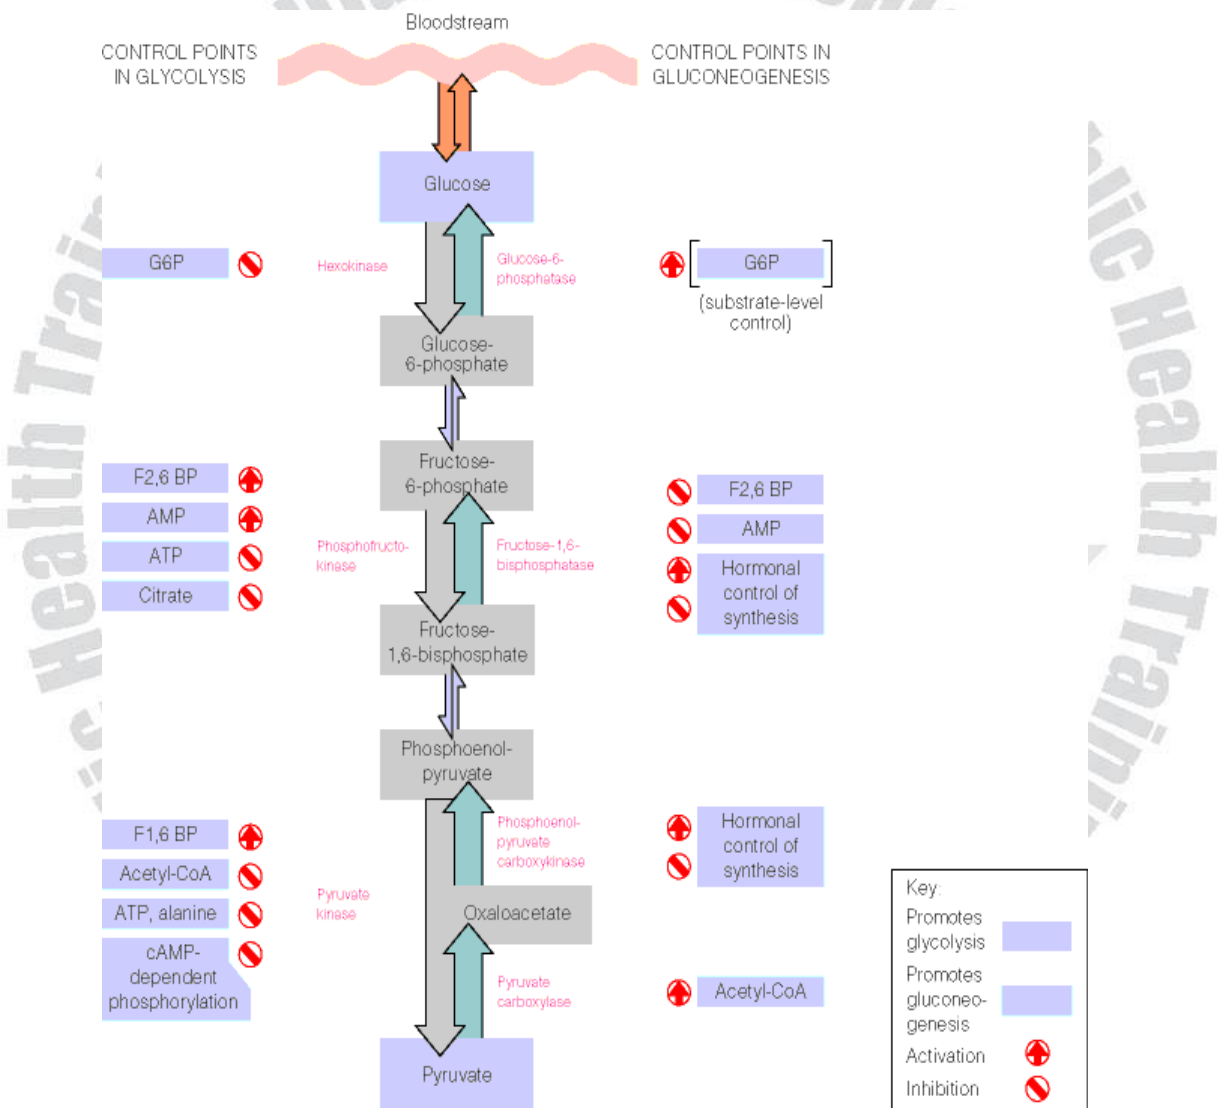 Bloodstream
CONTROL POINTS
IN GLYCOLYSIS
CONTROL POINTS IN
GLUCONEOGENESIS
Glucose
G6P
Hexokinase
Glucose-6-
phosphatase
G6P
(substrate-level
control)
Glucose-
6-phosphate
F2,6 BP
AMP
ATP
Citrate
Fructose-
6-phosphate
Phosphofructo-
kinase
Fructose-1,6-
bisphosphatase
F2,6 BP
AMP
Hormonal
control of
synthesis
Fructose-
1,6-bisphosphate
Phosphoenol-
pyruvate
F1,6 BP
Acetyl-CoA
ATP, alanine
cAMP-
dependent
phosphorylation
Pyruvate
kinase
Phosphoenol-
pyruvate
carboxykinase
Oxaloacetate
Pyruvate
carboxylase
Hormonal
control of
synthesis
Acetyl-CoA
Pyruvate
Key:
Promotes
glycolysis
Promotes
gluconeo-
genesis
Activation
Inhibition
Health
Health